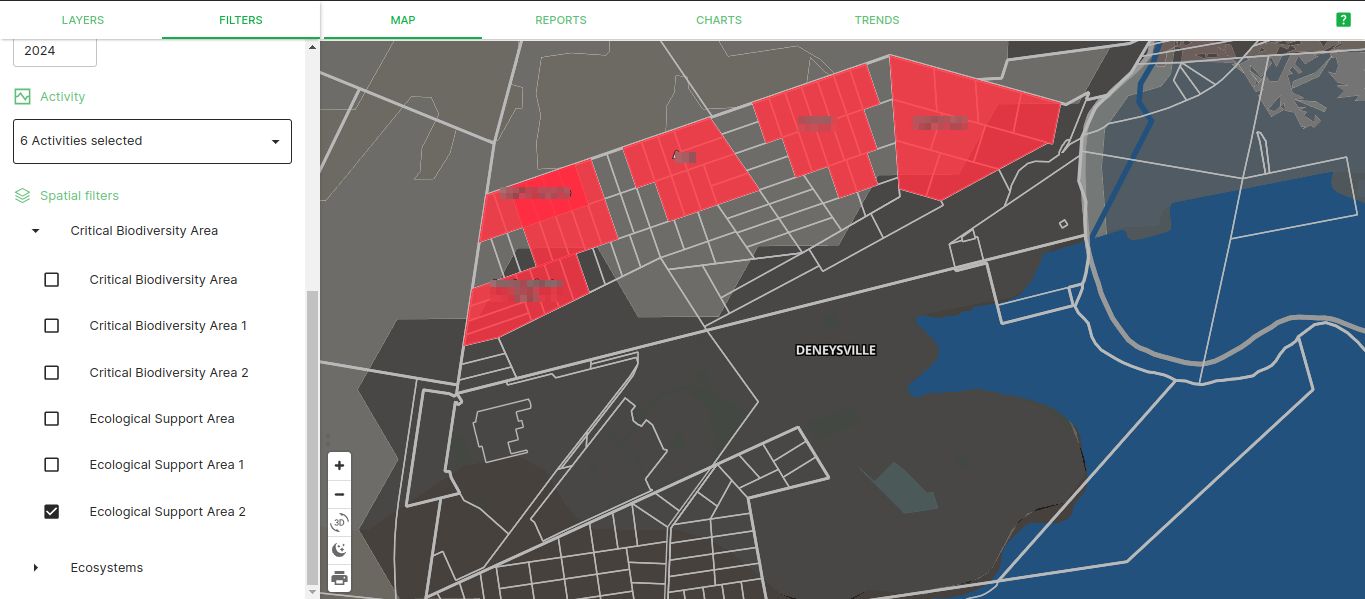 LAYERS
FILTERS
MAP
REPORTS
CHARTS
TRENDS
?
2024
Activity
6 Activities selected
Spatial filters
Critical Biodiversity Area
Critical Biodiversity Area
Critical Biodiversity Area 1
Critical Biodiversity Area 2
Ecological Support Area
Ecological Support Area 1
Ecological Support Area 2
Ecosystems
DENEYSVILLE
+
−
3D